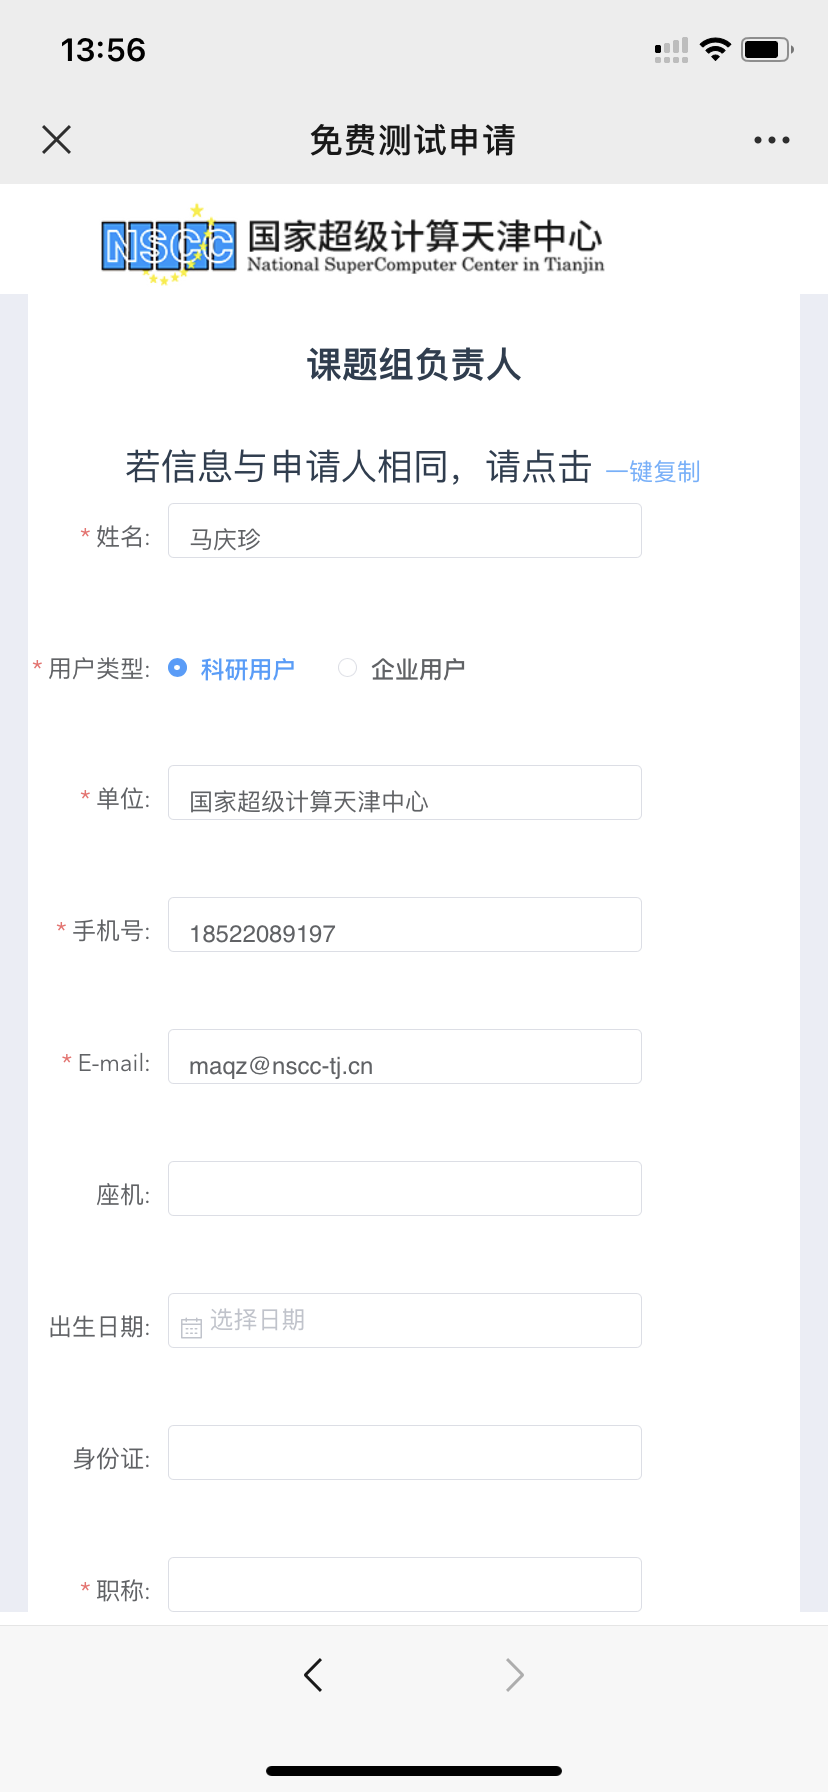 13:56
免费测试申请
NSCC 国家超级计算天津中心
National SuperComputer Center in Tianjin
课题组负责人
若信息与申请人相同，请点击 一键复制
* 姓名: 马庆珍
* 用户类型: 科研用户 企业用户
* 单位: 国家超级计算天津中心
* 手机号: 18522089197
* E-mail: maqz@nscc-tj.cn
座机:
出生日期: 选择日期
身份证:
* 职称: